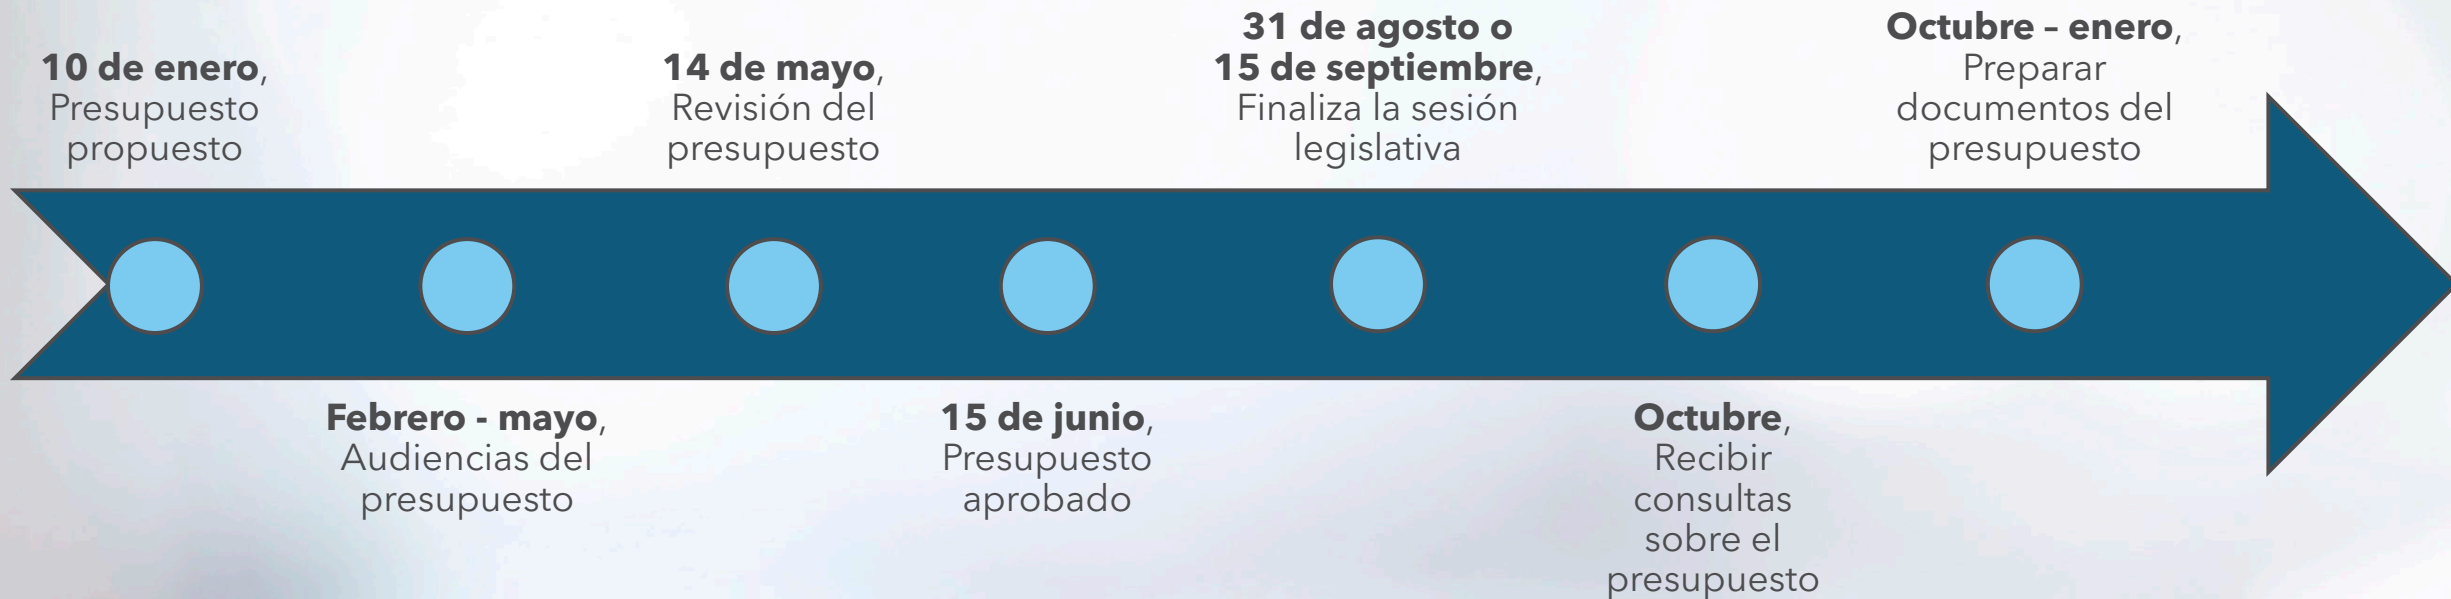 10 de enero,
Presupuesto
propuesto
Febrero - mayo,
Audiencias del
presupuesto
14 de mayo,
Revisión del
presupuesto
15 de junio,
Presupuesto
aprobado
31 de agosto o
15 de septiembre,
Finaliza la sesión
legislativa
Octubre,
Recibir
consultas
sobre el
presupuesto
Octubre – enero,
Preparar
documentos del
presupuesto